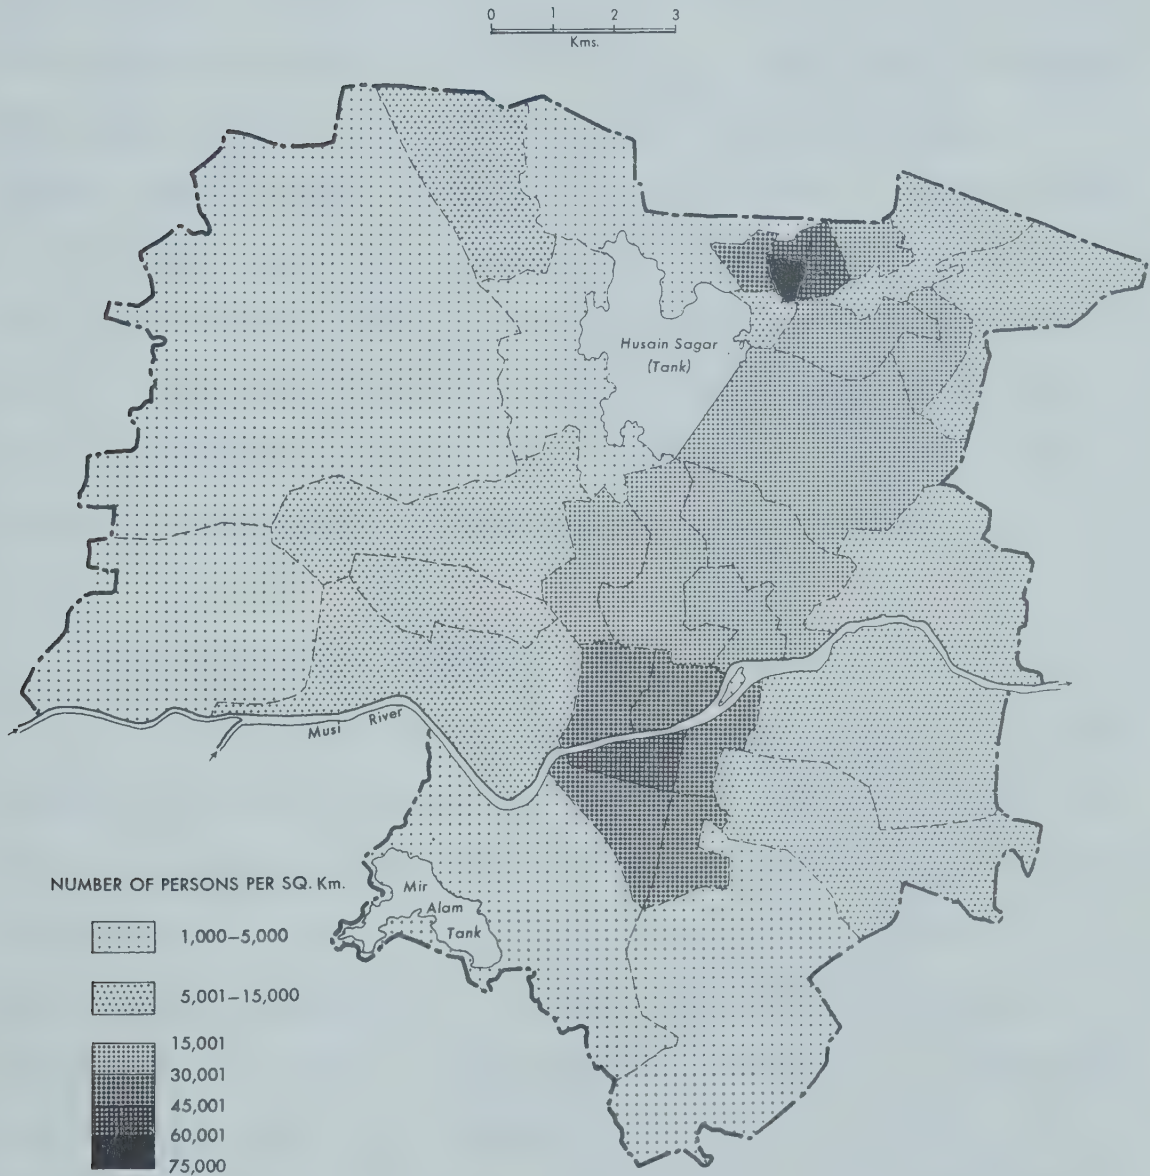 0 1 2 3
Kms.
Husain Sagar
(Tank)
Musi River
Mir
Alam
Tank
NUMBER OF PERSONS PER SQ. Km.
1,000–5,000
5,001–15,000
15,001
30,001
45,001
60,001
75,000